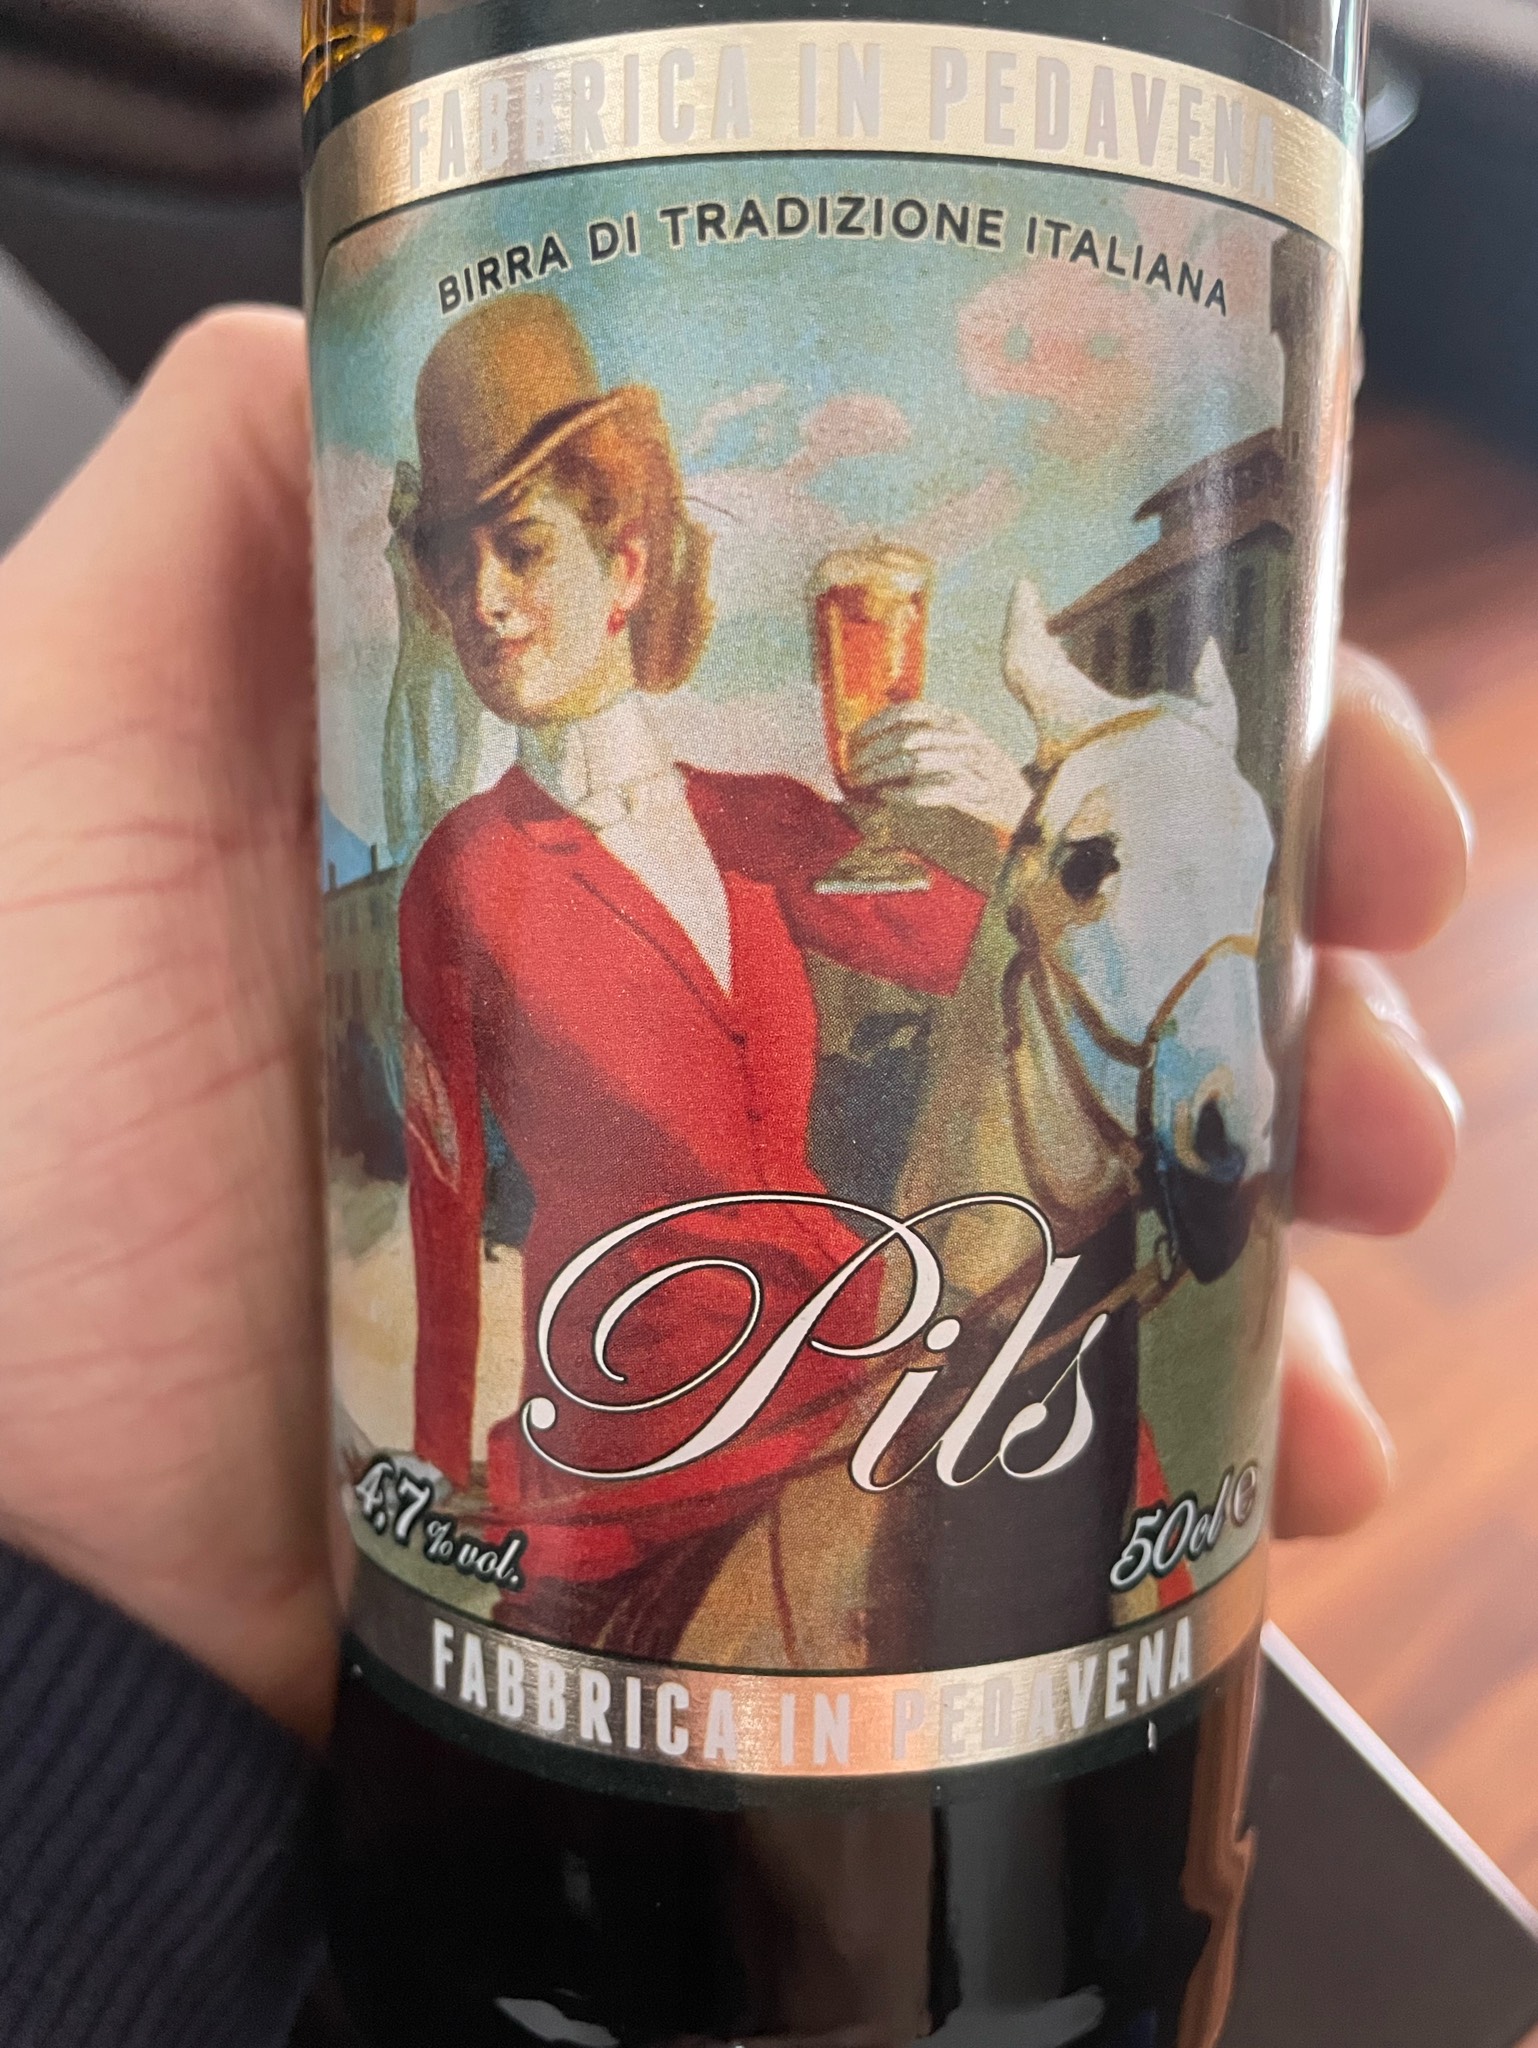 FABBRICA IN PEDAVENA
BIRRA DI TRADIZIONE ITALIANA
Pils
4,7 % vol.
50cl e
FABBRICA IN PEDAVENA